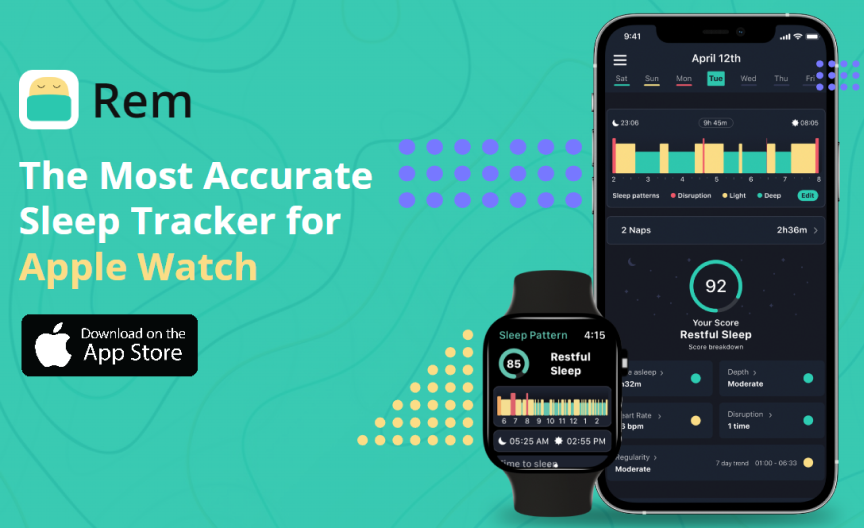 Rem
The Most Accurate
Sleep Tracker for
Apple Watch
Download on the
App Store
Sleep Pattern 4:15
85
Restful
Sleep
6 7 8 9 10 11 12 1 2
05:25 AM 02:55 PM
9:41
April 12th
Sat Sun Mon Tue Wed Thu Fri
23:06 9h 45m 08:05
2 3 4 5 6 7 8
Sleep patterns Disruption Light Deep Edit
2 Naps 2h36m >
92
Your Score
Restful Sleep
Score breakdown
asleep > Depth >
Moderate
Rate > Disruption >
bpm 1 time
>
Moderate 7 day trend 01:00 - 06:33